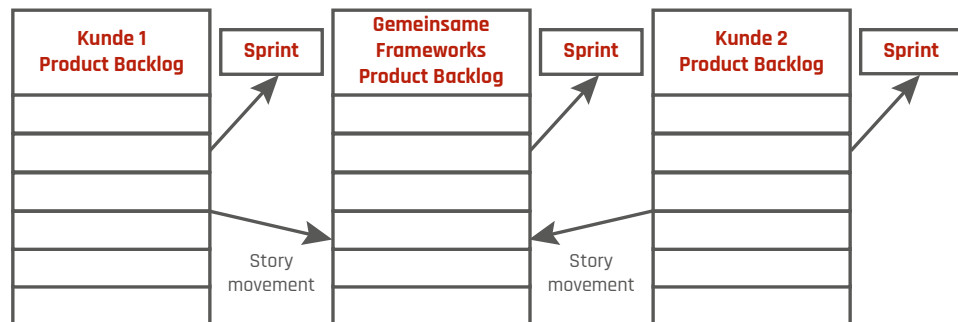 Kunde 1
Product Backlog
Sprint
Gemeinsame
Frameworks
Product Backlog
Sprint
Kunde 2
Product Backlog
Sprint
Story
movement
Story
movement